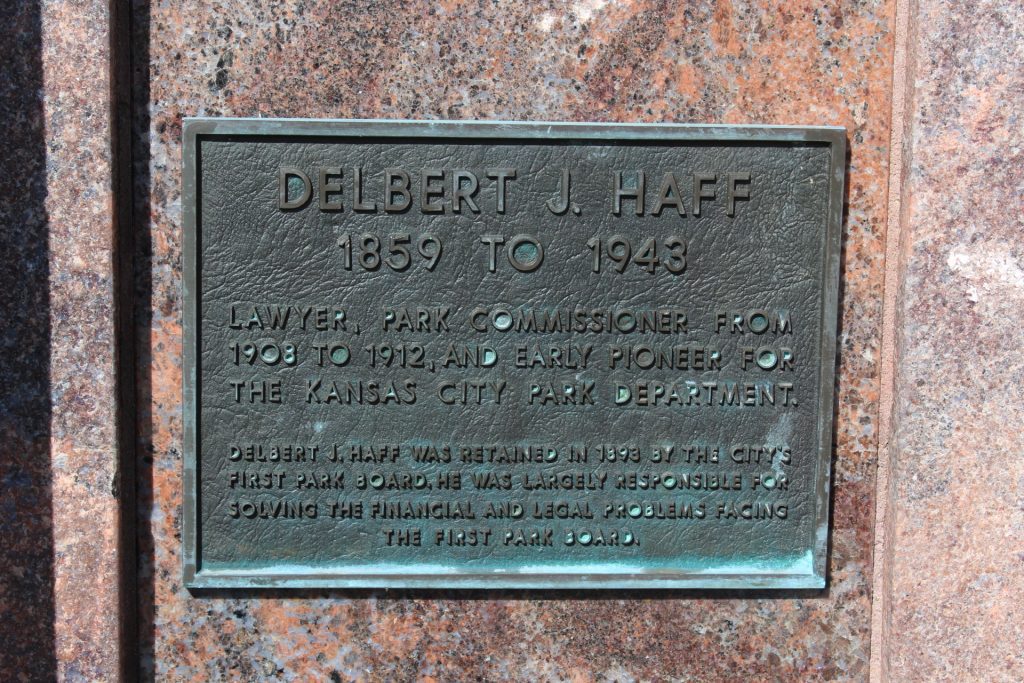 DELBERT J. HAFF
1859 TO 1943
LAWYER, PARK COMMISSIONER FROM
1908 TO 1912, AND EARLY PIONEER FOR
THE KANSAS CITY PARK DEPARTMENT.
DELBERT J. HAFF WAS RETAINED IN 1893 BY THE CITY'S
FIRST PARK BOARD. HE WAS LARGELY RESPONSIBLE FOR
SOLVING THE FINANCIAL AND LEGAL PROBLEMS FACING
THE FIRST PARK BOARD.